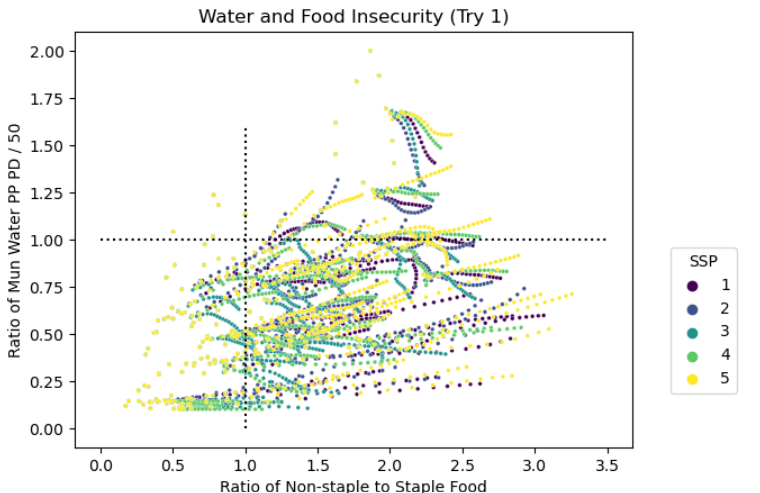 Water and Food Insecurity (Try 1)
Ratio of Mun Water PP PD / 50
2.00
1.75
1.50
1.25
1.00
0.75
0.50
0.25
0.00
0.0 0.5 1.0 1.5 2.0 2.5 3.0 3.5
Ratio of Non-staple to Staple Food
SSP
1
2
3
4
5